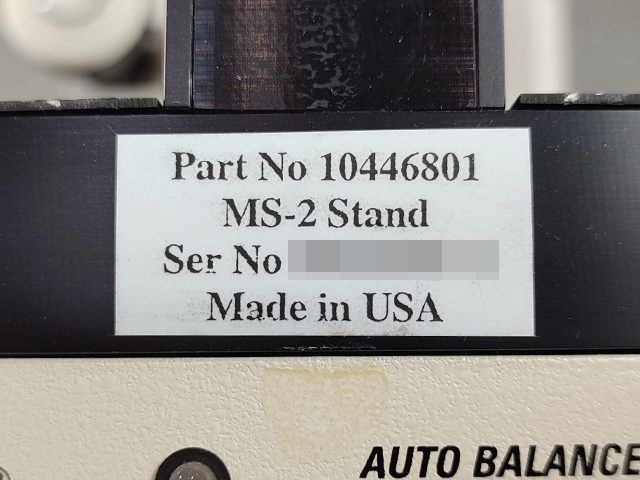 Part No 10446801
MS-2 Stand
Ser No
Made in USA
AUTO BALANCE